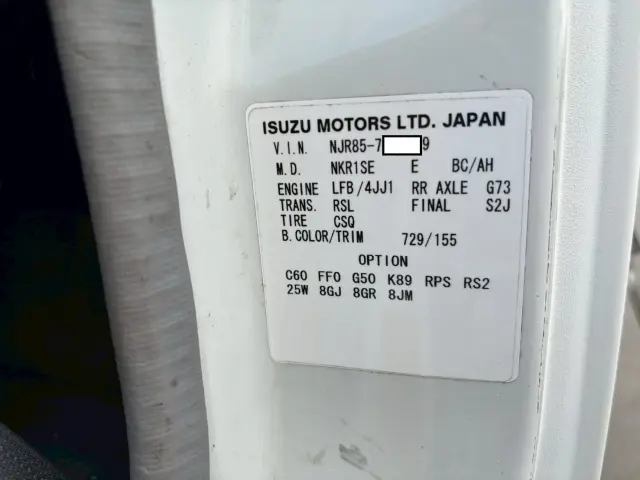 ISUZU MOTORS LTD. JAPAN
V.I.N. NJR85-7 9
M.D. NKR1SE E BC/AH
ENGINE LFB/4JJ1 RR AXLE G73
TRANS. RSL FINAL S2J
TIRE CSQ
B.COLOR/TRIM 729/155
OPTION
C60 FF0 G50 K89 RPS RS2
25W 8GJ 8GR 8JM